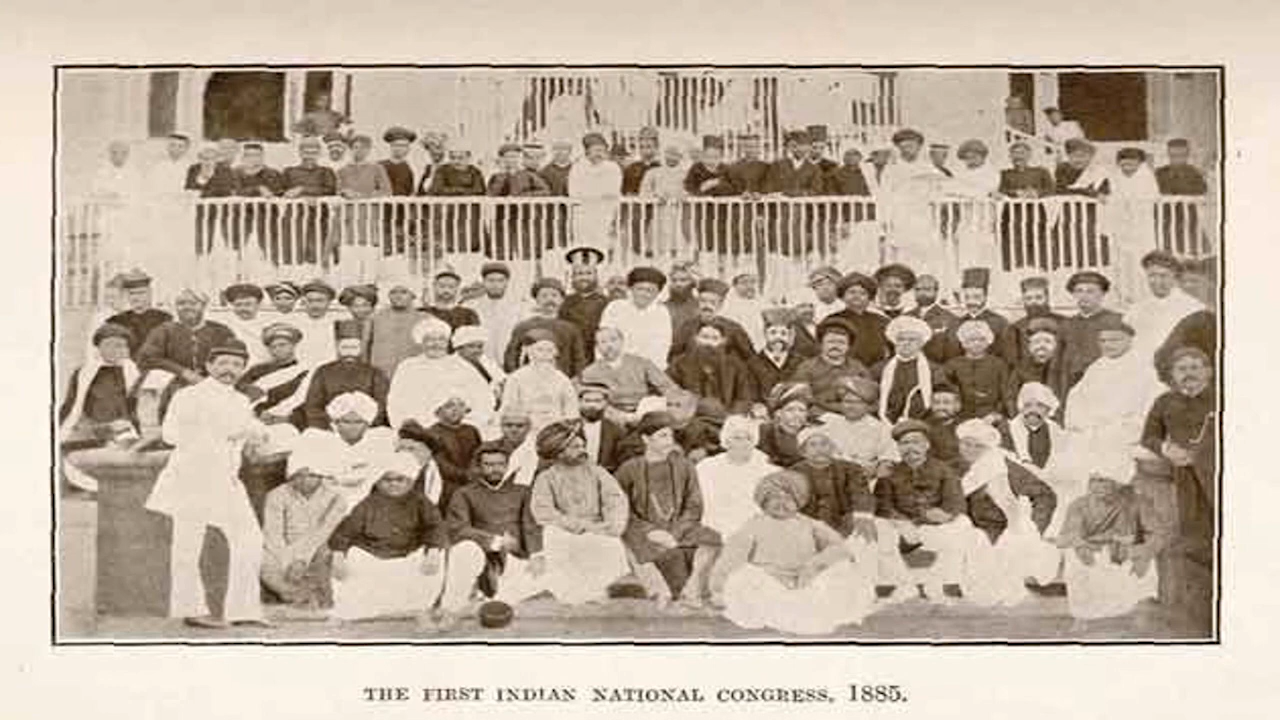 THE FIRST INDIAN NATIONAL CONGRESS, 1885.